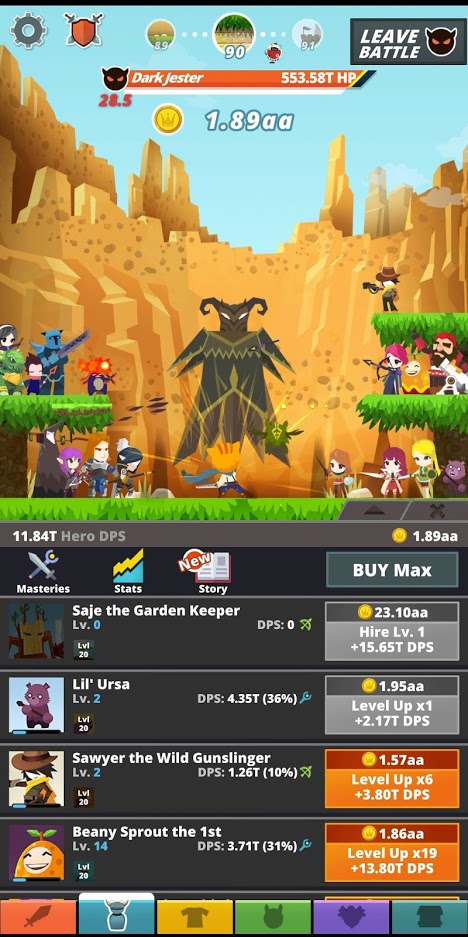 89
90
91
LEAVE
BATTLE
Dark Jester
553.58T HP
28.5
1.89aa
11.84T Hero DPS
1.89aa
Masteries
Stats
New
Story
BUY Max
Saje the Garden Keeper
Lv. 0
DPS: 0
Lvl
20
23.10aa
Hire Lv. 1
+15.65T DPS
Lil' Ursa
Lv. 2
DPS: 4.35T (36%)
Lvl
20
1.95aa
Level Up x1
+2.17T DPS
Sawyer the Wild Gunslinger
Lv. 2
DPS: 1.26T (10%)
Lvl
20
1.57aa
Level Up x6
+3.80T DPS
Beany Sprout the 1st
Lv. 14
DPS: 3.71T (31%)
Lvl
20
1.86aa
Level Up x19
+13.80T DPS